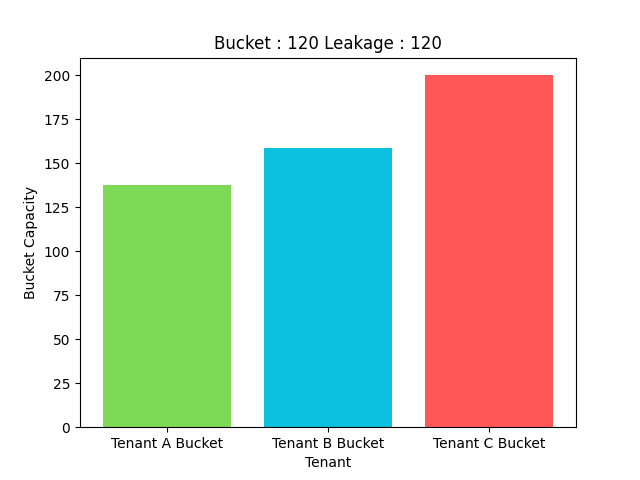 Bucket : 120 Leakage : 120
Bucket Capacity
200
175
150
125
100
75
50
25
0
Tenant A Bucket
Tenant B Bucket
Tenant C Bucket
Tenant